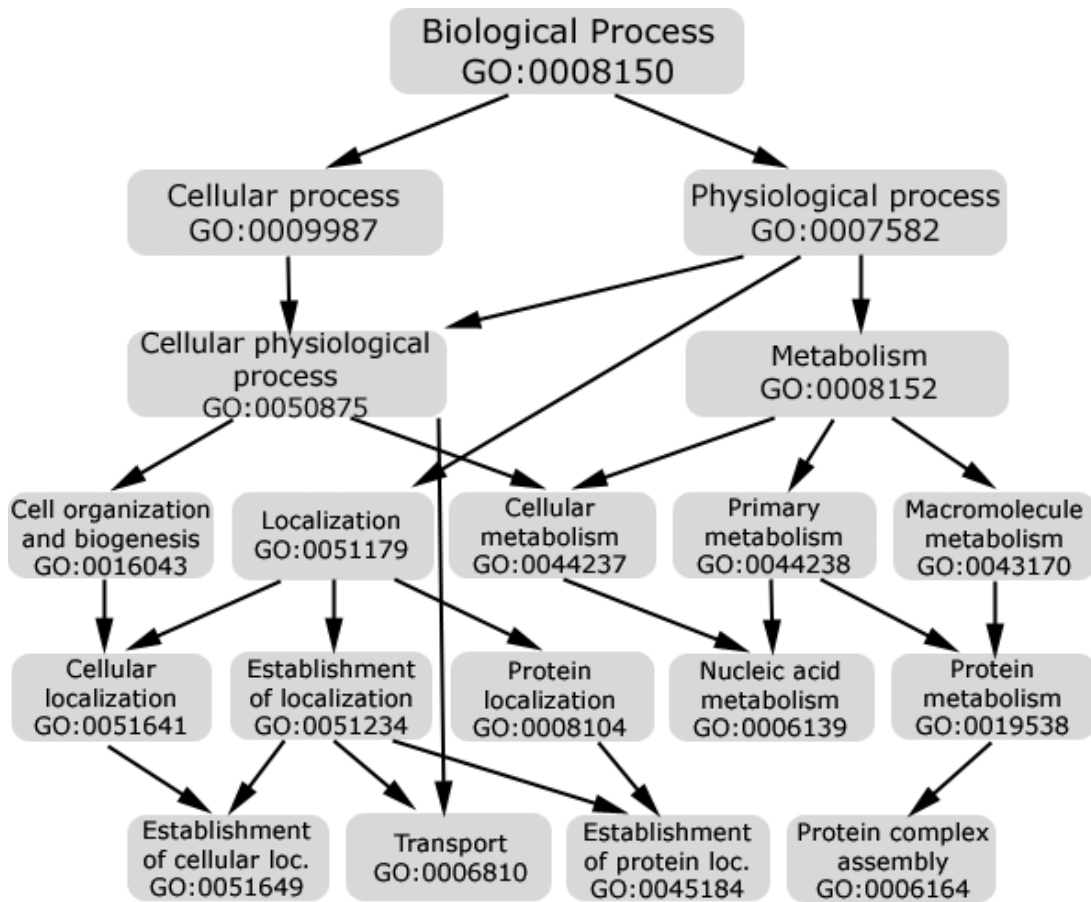 Biological Process
GO:0008150
Cellular process
GO:0009987
Physiological process
GO:0007582
Cellular physiological
process
GO:0050875
Metabolism
GO:0008152
Cell organization
and biogenesis
GO:0016043
Localization
GO:0051179
Cellular
metabolism
GO:0044237
Primary
metabolism
GO:0044238
Macromolecule
metabolism
GO:0043170
Cellular
localization
GO:0051641
Establishment
of localization
GO:0051234
Protein
localization
GO:0008104
Nucleic acid
metabolism
GO:0006139
Protein
metabolism
GO:0019538
Establishment
of cellular loc.
GO:0051649
Transport
GO:0006810
Establishment
of protein loc.
GO:0045184
Protein complex
assembly
GO:0006164